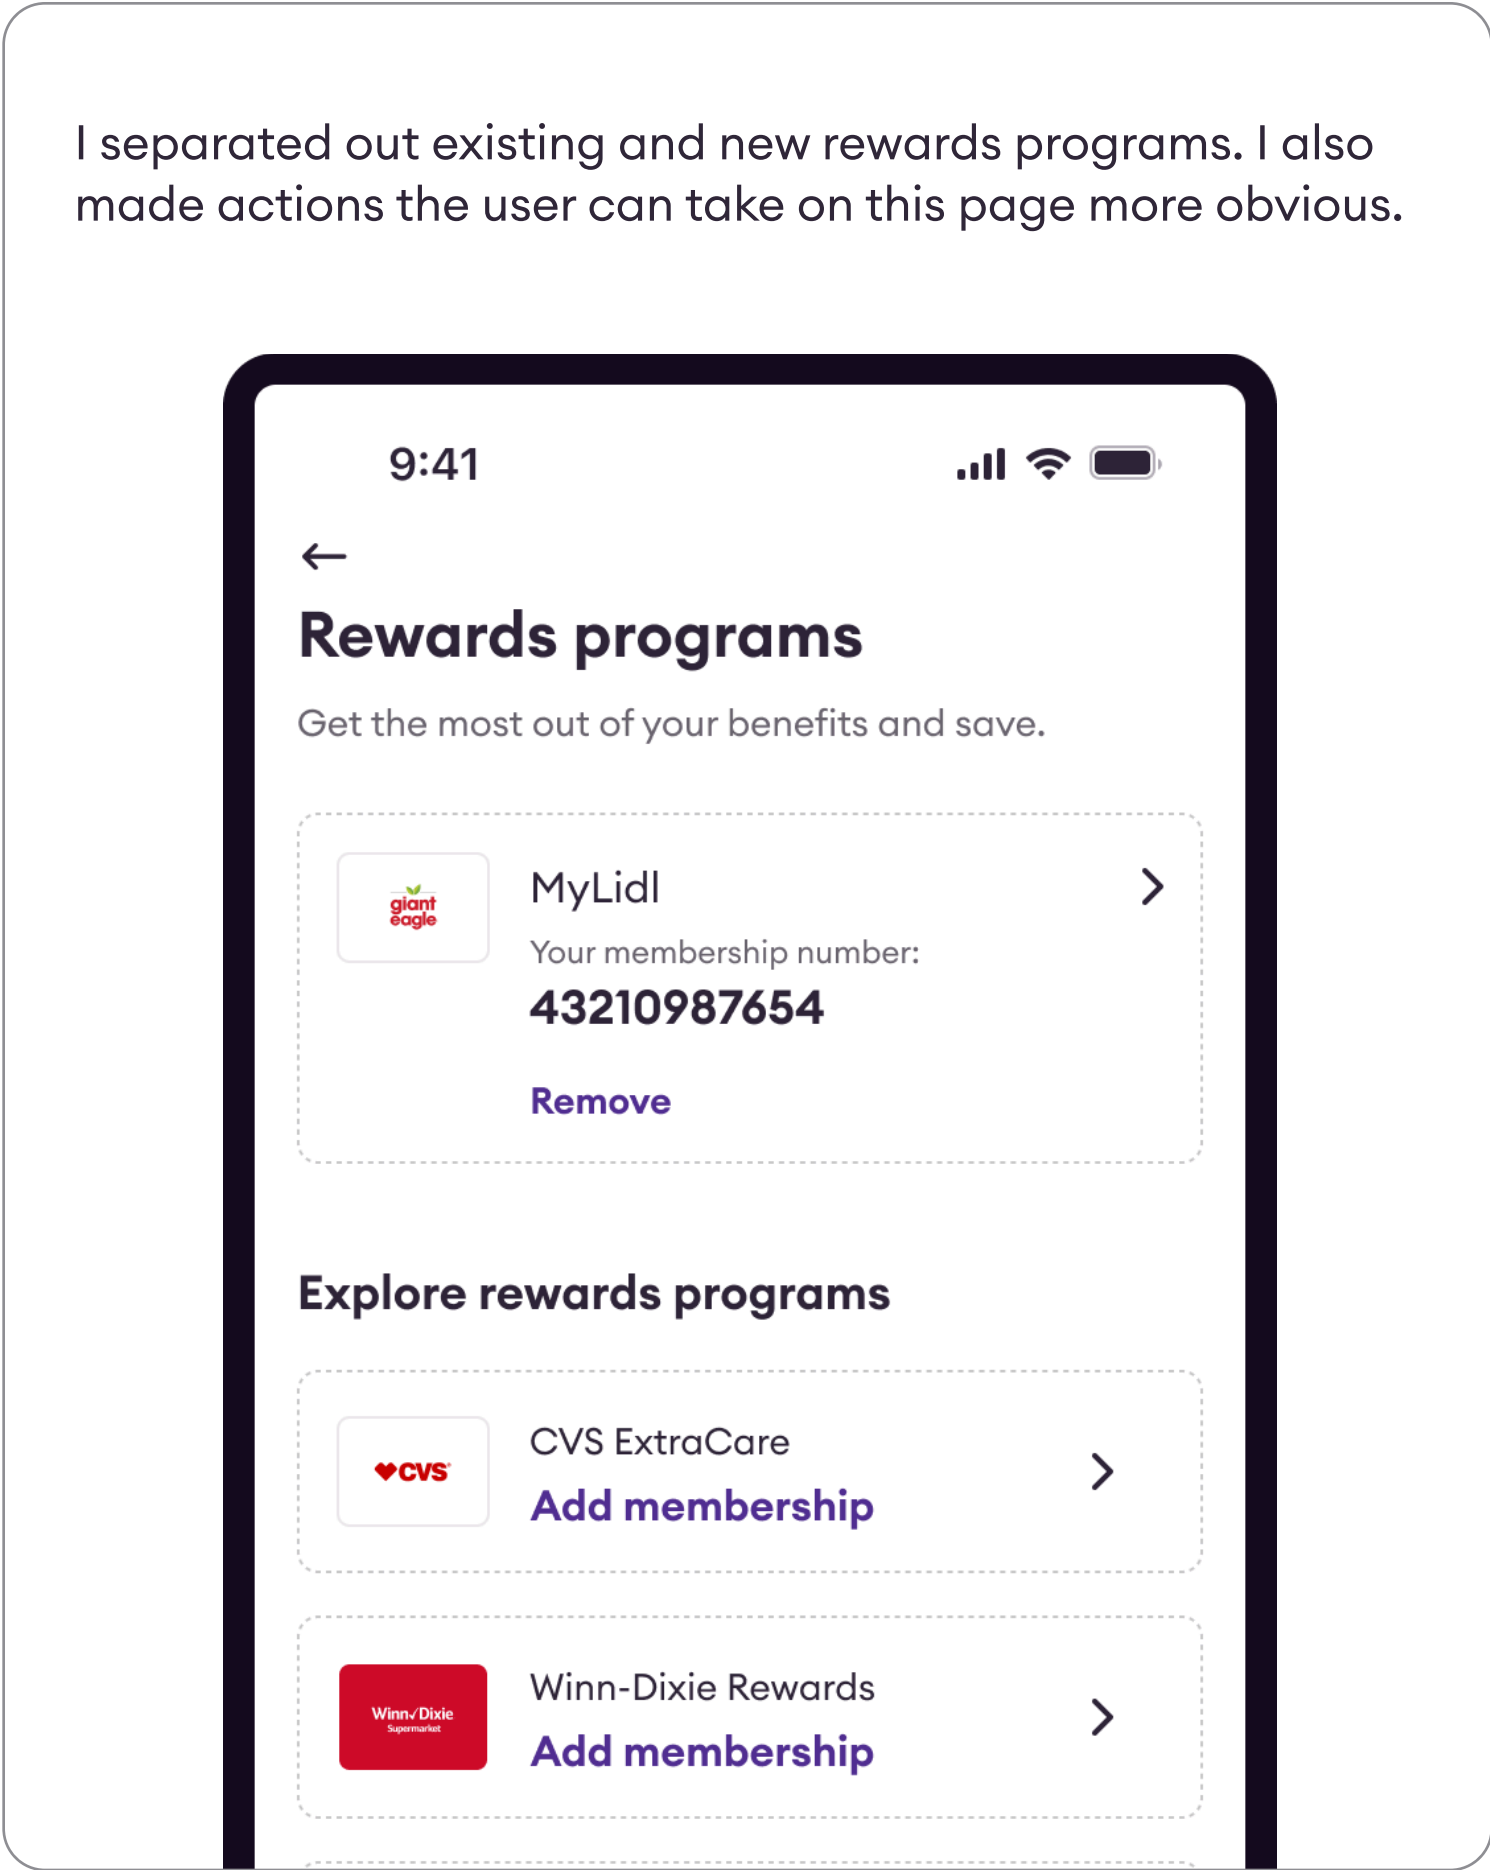 I separated out existing and new rewards programs. I also
made actions the user can take on this page more obvious.
9:41
Rewards programs
Get the most out of your benefits and save.
giant
eagle
MyLidl
Your membership number:
43210987654
Remove
Explore rewards programs
CVS
CVS ExtraCare
Add membership
Winn✓Dixie
Supermarket
Winn-Dixie Rewards
Add membership